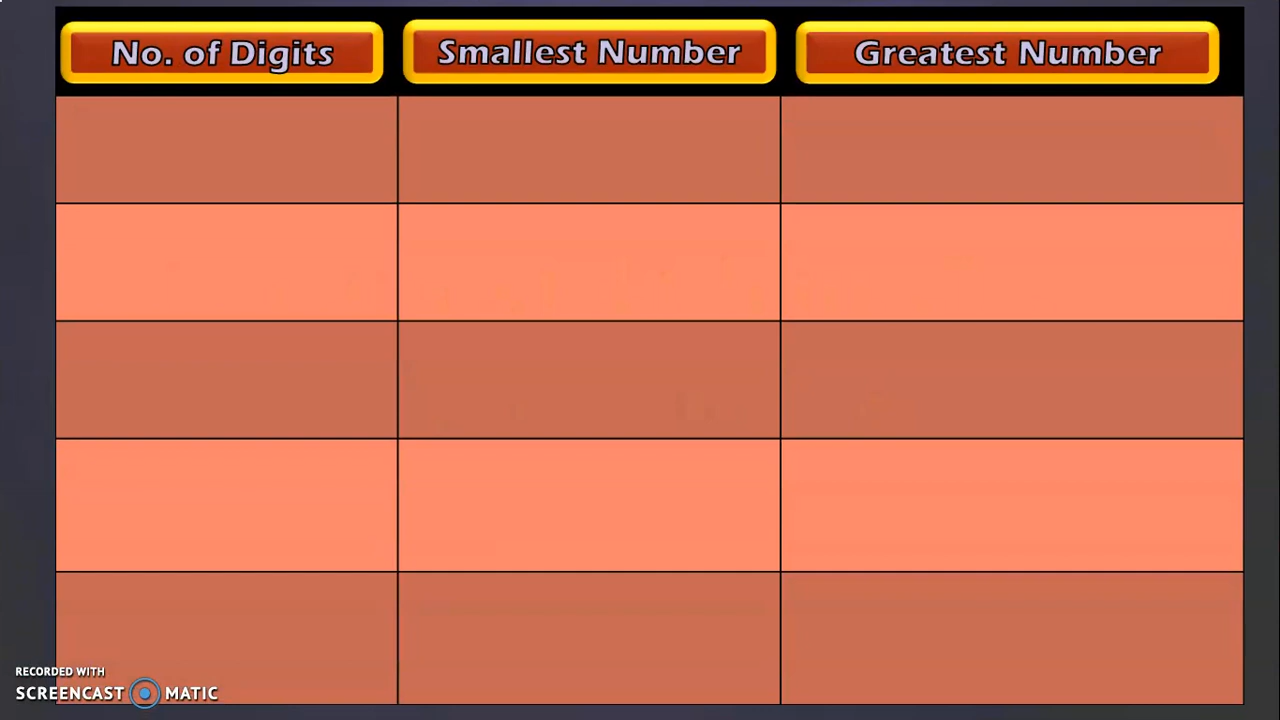 No. of Digits
Smallest Number
Greatest Number
RECORDED WITH
SCREENCAST MATIC